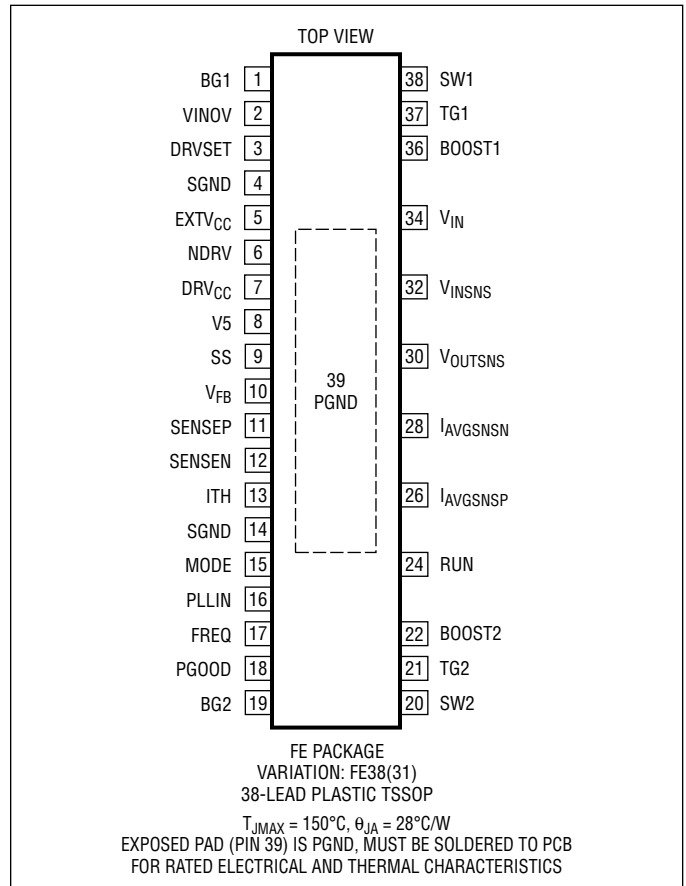 TOP VIEW
BG1 1
VINOV 2
DRVSET 3
SGND 4
EXTVCC 5
NDRV 6
DRVCC 7
V5 8
SS 9
VFB 10
SENSEP 11
SENSEN 12
ITH 13
SGND 14
MODE 15
PLLIN 16
FREQ 17
PGOOD 18
BG2 19
39
PGND
38 SW1
37 TG1
36 BOOST1
34 VIN
32 VINSNS
30 VOUTSNS
28 IAVGSNSN
26 IAVGSNSP
24 RUN
22 BOOST2
21 TG2
20 SW2
FE PACKAGE
VARIATION: FE38(31)
38-LEAD PLASTIC TSSOP
TJMAX = 150°C, θJA = 28°C/W
EXPOSED PAD (PIN 39) IS PGND, MUST BE SOLDERED TO PCB
FOR RATED ELECTRICAL AND THERMAL CHARACTERISTICS